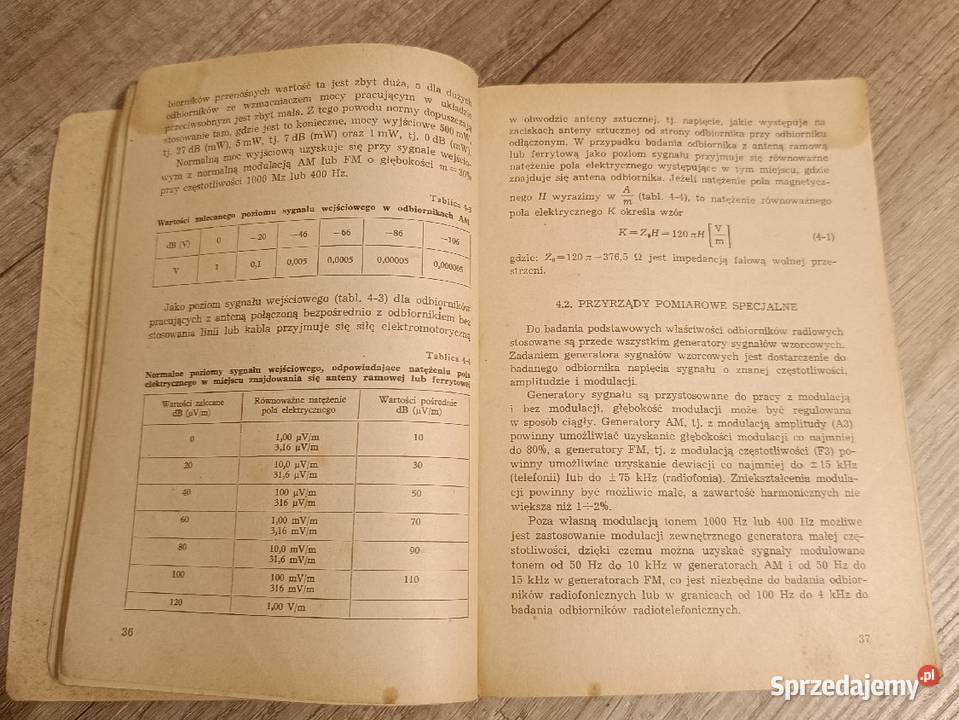 biorników przenośnych wartość ta jest zbyt duża, a dla dużych
odbiorników ze wzmacniaczem mocy pracującym w układzie
przeciwsobnym jest zbyt mała. Z tego powodu normy dopuszczają
stosowanie tam, gdzie jest to konieczne, mocy wyjściowe 500 mW,
tj. 27 dB (mW), 5 mW, tj. 7 dB (mW) oraz 1 mW, tj. 0 dB (mW).
Normalną moc wyjściową uzyskuje się przy sygnale wejścio-
wym z normalną modulacją AM lub FM o głębokości m = 30%
przy częstotliwości 1000 Mz lub 400 Hz.
Tablica 4-3
Wartości zalecanego poziomu sygnału wejściowego w odbiornikach AM
dB (V) 0 −20 −46 −66 −86 −106
V 1 0,1 0,005 0,0005 0,00005 0,000005
Jako poziom sygnału wejściowego (tabl. 4-3) dla odbiorników
pracujących z anteną połączoną bezpośrednio z odbiornikiem bez
stosowania linii lub kabla przyjmuje się siłę elektromotoryczną
Tablica 4-4
Normalne poziomy sygnału wejściowego, odpowiadające natężeniu pola
elektrycznego w miejscu znajdowania się anteny ramowej lub ferrytowej
Wartości zalecane dB (μV/m) Równoważne natężenie pola elektrycznego Wartości pośrednie dB (μV/m)
0 1,00 μV/m
3,16 μV/m 10
20 10,0 μV/m
31,6 μV/m 30
40 100 μV/m
316 μV/m 50
60 1,00 mV/m
3,16 mV/m 70
80 10,0 mV/m
31,6 mV/m 90
100 100 mV/m
316 mV/m 110
120 1,00 V/m
36
w obwodzie anteny sztucznej, tj. napięcie, jakie występuje na
zaciskach anteny sztucznej od strony odbiornika przy odbiorniku
odłączonym. W przypadku badania odbiornika z anteną ramową
lub ferrytową jako poziom sygnału przyjmuje się równoważne
natężenie pola elektrycznego występujące w tym miejscu, gdzie
znajduje się antena odbiornika. Jeżeli natężenie pola magnetycz-
nego H wyrazimy w A/m (tabl. 4-4), to natężenie równoważnego
pola elektrycznego K określa wzór
K = Z₀H = 120 πH [V/m] (4-1)
gdzie: Z₀ = 120 π − 376,5 Ω jest impedancją falową wolnej prze-
strzeni.
4.2. PRZYRZĄDY POMIAROWE SPECJALNE
Do badania podstawowych właściwości odbiorników radiowych
stosowane są przede wszystkim generatory sygnałów wzorcowych.
Zadaniem generatora sygnałów wzorcowych jest dostarczenie do
badanego odbiornika napięcia sygnału o znanej częstotliwości,
amplitudzie i modulacji.
Generatory sygnału są przystosowane do pracy z modulacją
i bez modulacji, głębokość modulacji może być regulowana
w sposób ciągły. Generatory AM, tj. z modulacją amplitudy (A3)
powinny umożliwiać uzyskanie głębokości modulacji co najmniej
do 80%, a generatory FM, tj. z modulacją częstotliwości (F3) po-
winny umożliwiać uzyskanie dewiacji co najmniej do ± 15 kHz
(telefonii) lub do ± 75 kHz (radiofonia). Zniekształcenia modula-
cji powinny być możliwie małe, a zawartość harmonicznych nie
większa niż 1÷2%.
Poza własną modulacją tonem 1000 Hz lub 400 Hz możliwe
jest zastosowanie modulacji zewnętrznego generatora małej czę-
stotliwości, dzięki czemu można uzyskać sygnały modulowane
tonem od 50 Hz do 10 kHz w generatorach AM i od 50 Hz do
15 kHz w generatorach FM, co jest niezbędne do badania odbior-
ników radiofonicznych lub w granicach od 100 Hz do 4 kHz do
badania odbiorników radiotelefonicznych.
37
Sprzedajemy.pl